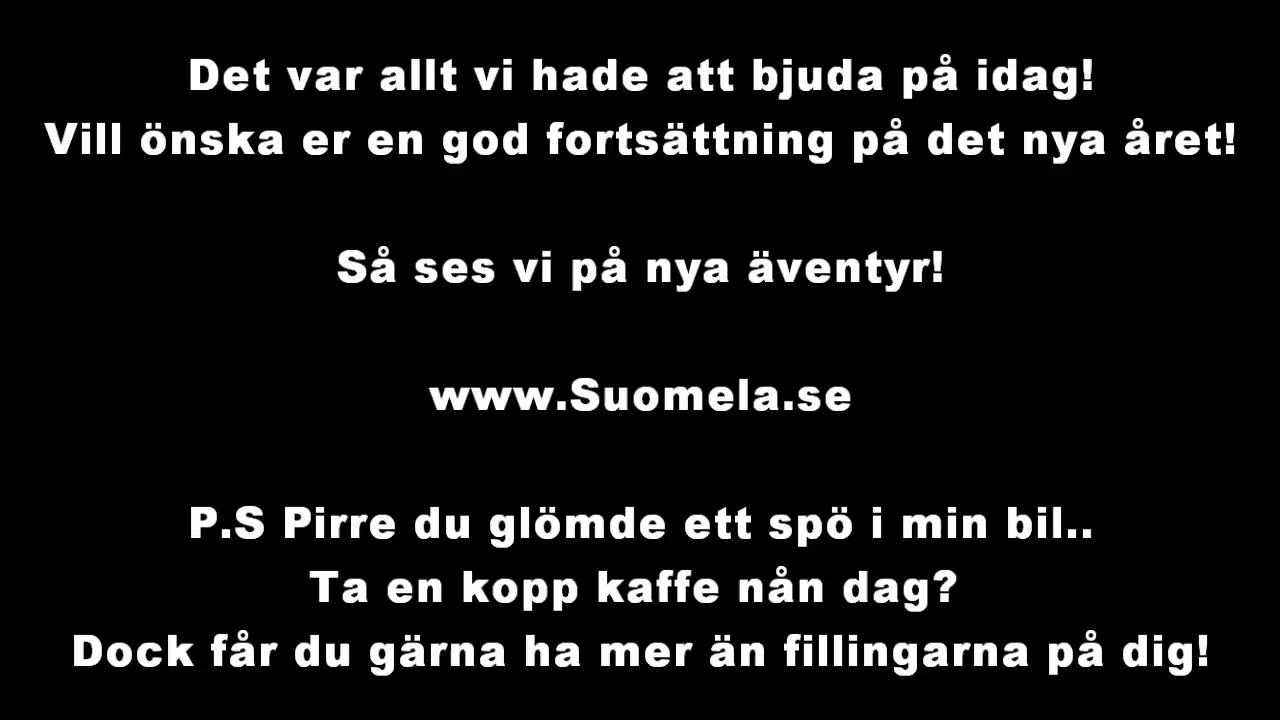 Det var allt vi hade att bjuda på idag!
Vill önska er en god fortsättning på det nya året!
Så ses vi på nya äventyr!
www.Suomela.se
P.S Pirre du glömde ett spö i min bil..
Ta en kopp kaffe nån dag?
Dock får du gärna ha mer än fillingarna på dig!